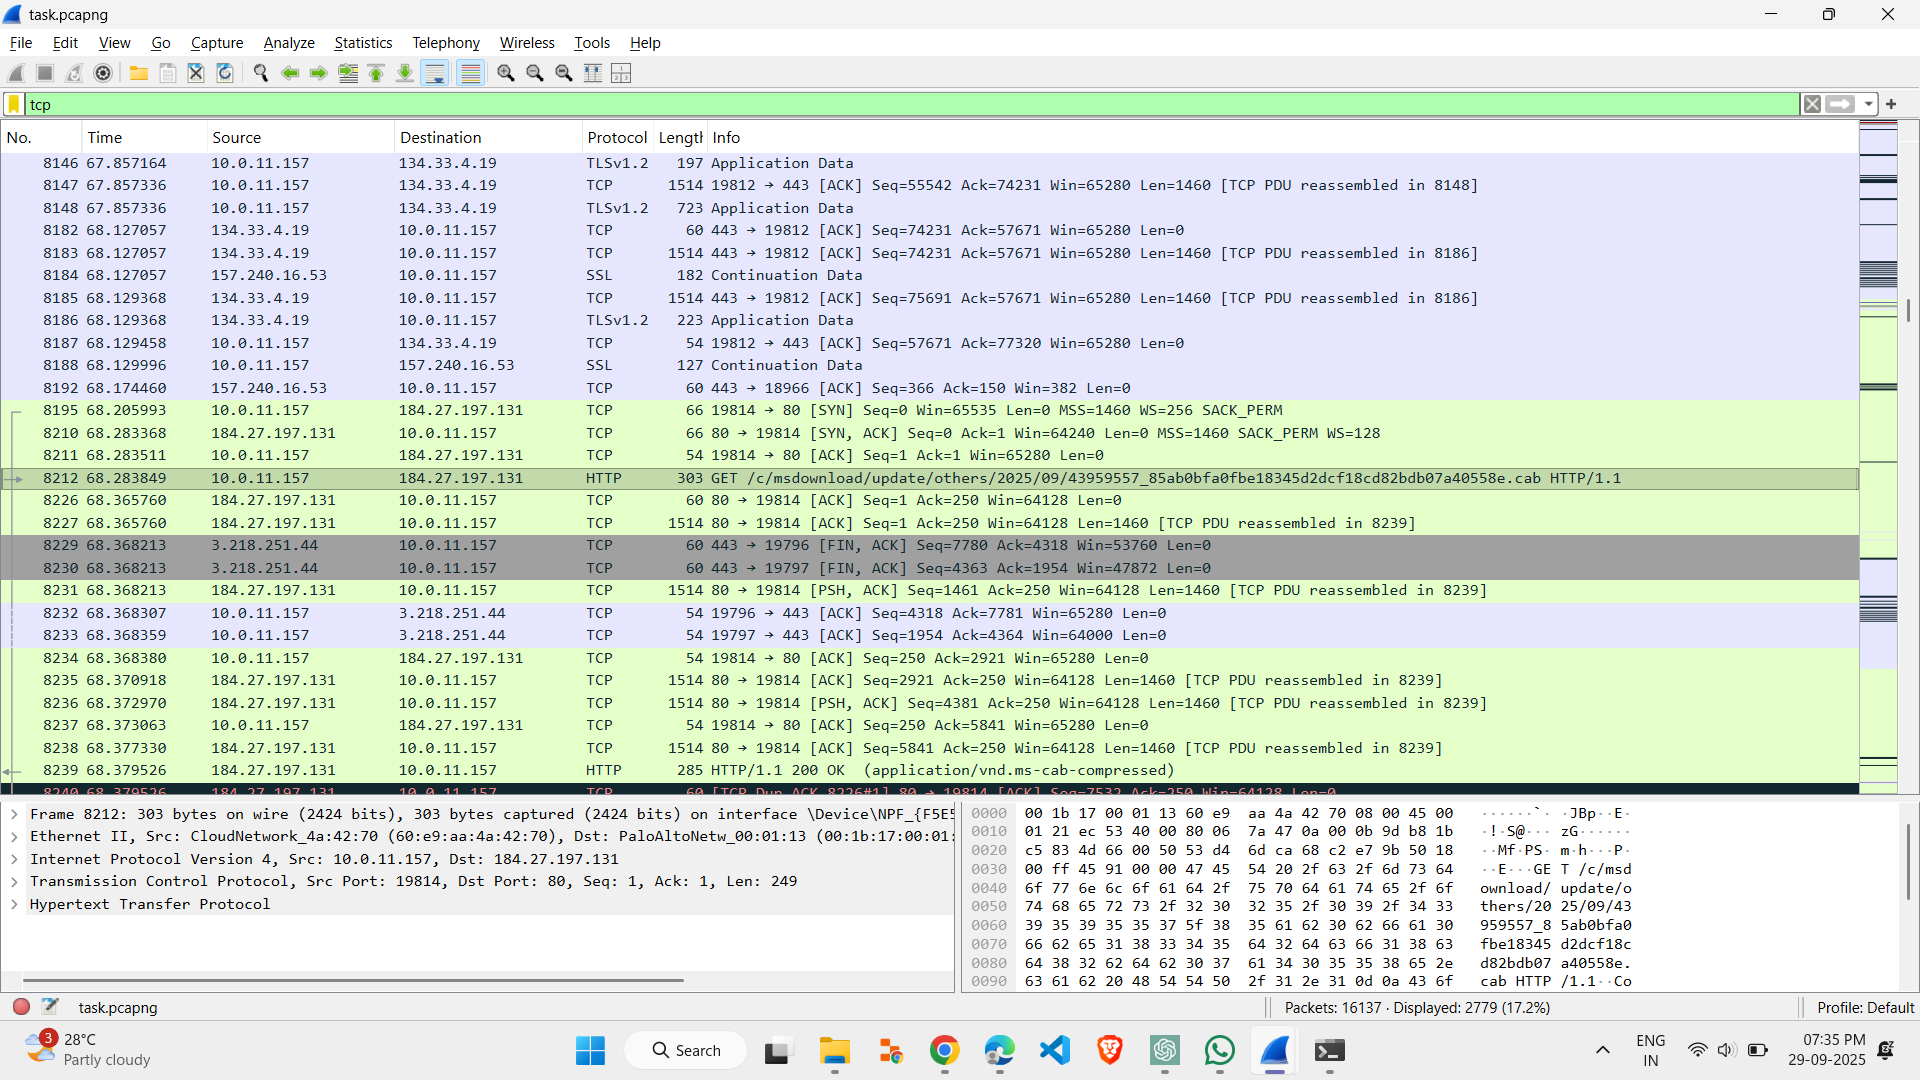 task.pcapng
File Edit View Go Capture Analyze Statistics Telephony Wireless Tools Help
tcp
No. Time Source Destination Protocol Length Info
8146 67.857164 10.0.11.157 134.33.4.19 TLSv1.2 197 Application Data
8147 67.857336 10.0.11.157 134.33.4.19 TCP 1514 19812 → 443 [ACK] Seq=55542 Ack=74231 Win=65280 Len=1460 [TCP PDU reassembled in 8148]
8148 67.857336 10.0.11.157 134.33.4.19 TLSv1.2 723 Application Data
8182 68.127057 134.33.4.19 10.0.11.157 TCP 60 443 → 19812 [ACK] Seq=74231 Ack=57671 Win=65280 Len=0
8183 68.127057 134.33.4.19 10.0.11.157 TCP 1514 443 → 19812 [ACK] Seq=74231 Ack=57671 Win=65280 Len=1460 [TCP PDU reassembled in 8186]
8184 68.127057 157.240.16.53 10.0.11.157 SSL 182 Continuation Data
8185 68.129368 134.33.4.19 10.0.11.157 TCP 1514 443 → 19812 [ACK] Seq=75691 Ack=57671 Win=65280 Len=1460 [TCP PDU reassembled in 8186]
8186 68.129368 134.33.4.19 10.0.11.157 TLSv1.2 223 Application Data
8187 68.129458 10.0.11.157 134.33.4.19 TCP 54 19812 → 443 [ACK] Seq=57671 Ack=77320 Win=65280 Len=0
8188 68.129996 10.0.11.157 157.240.16.53 SSL 127 Continuation Data
8192 68.174460 157.240.16.53 10.0.11.157 TCP 60 443 → 18966 [ACK] Seq=366 Ack=150 Win=382 Len=0
8195 68.205993 10.0.11.157 184.27.197.131 TCP 66 19814 → 80 [SYN] Seq=0 Win=65535 Len=0 MSS=1460 WS=256 SACK_PERM
8210 68.283368 184.27.197.131 10.0.11.157 TCP 66 80 → 19814 [SYN, ACK] Seq=0 Ack=1 Win=64240 Len=0 MSS=1460 SACK_PERM WS=128
8211 68.283511 10.0.11.157 184.27.197.131 TCP 54 19814 → 80 [ACK] Seq=1 Ack=1 Win=65280 Len=0
8212 68.283849 10.0.11.157 184.27.197.131 HTTP 303 GET /c/msdownload/update/others/2025/09/43959557_85ab0bfa0fbe18345d2dcf18cd82bdb07a40558e.cab HTTP/1.1
8226 68.365760 184.27.197.131 10.0.11.157 TCP 60 80 → 19814 [ACK] Seq=1 Ack=250 Win=64128 Len=0
8227 68.365760 184.27.197.131 10.0.11.157 TCP 1514 80 → 19814 [ACK] Seq=1 Ack=250 Win=64128 Len=1460 [TCP PDU reassembled in 8239]
8229 68.368213 3.218.251.44 10.0.11.157 TCP 60 443 → 19796 [FIN, ACK] Seq=7780 Ack=4318 Win=53760 Len=0
8230 68.368213 3.218.251.44 10.0.11.157 TCP 60 443 → 19797 [FIN, ACK] Seq=4363 Ack=1954 Win=47872 Len=0
8231 68.368213 184.27.197.131 10.0.11.157 TCP 1514 80 → 19814 [PSH, ACK] Seq=1461 Ack=250 Win=64128 Len=1460 [TCP PDU reassembled in 8239]
8232 68.368307 10.0.11.157 3.218.251.44 TCP 54 19796 → 443 [ACK] Seq=4318 Ack=7781 Win=65280 Len=0
8233 68.368359 10.0.11.157 3.218.251.44 TCP 54 19797 → 443 [ACK] Seq=1954 Ack=4364 Win=64000 Len=0
8234 68.368380 10.0.11.157 184.27.197.131 TCP 54 19814 → 80 [ACK] Seq=250 Ack=2921 Win=65280 Len=0
8235 68.370918 184.27.197.131 10.0.11.157 TCP 1514 80 → 19814 [ACK] Seq=2921 Ack=250 Win=64128 Len=1460 [TCP PDU reassembled in 8239]
8236 68.372970 184.27.197.131 10.0.11.157 TCP 1514 80 → 19814 [PSH, ACK] Seq=4381 Ack=250 Win=64128 Len=1460 [TCP PDU reassembled in 8239]
8237 68.373063 10.0.11.157 184.27.197.131 TCP 54 19814 → 80 [ACK] Seq=250 Ack=5841 Win=65280 Len=0
8238 68.377330 184.27.197.131 10.0.11.157 TCP 1514 80 → 19814 [ACK] Seq=5841 Ack=250 Win=64128 Len=1460 [TCP PDU reassembled in 8239]
8239 68.379526 184.27.197.131 10.0.11.157 HTTP 285 HTTP/1.1 200 OK (application/vnd.ms-cab-compressed)
8240 68.379526 184.27.197.131 10.0.11.157 TCP 60 [TCP Dup ACK 8226#1] 80 → 19814 [ACK] Seq=7532 Ack=250 Win=64128 Len=0
Frame 8212: 303 bytes on wire (2424 bits), 303 bytes captured (2424 bits) on interface \Device\NPF_{F5E5
Ethernet II, Src: CloudNetwork_4a:42:70 (60:e9:aa:4a:42:70), Dst: PaloAltoNetw_00:01:13 (00:1b:17:00:01:
Internet Protocol Version 4, Src: 10.0.11.157, Dst: 184.27.197.131
Transmission Control Protocol, Src Port: 19814, Dst Port: 80, Seq: 1, Ack: 1, Len: 249
Hypertext Transfer Protocol
0000 00 1b 17 00 01 13 60 e9 aa 4a 42 70 08 00 45 00 ······`· ·JBp··E·
0010 01 21 ec 53 40 00 80 06 7a 47 0a 00 0b 9d b8 1b ·!·S@··· zG······
0020 c5 83 4d 66 00 50 53 d4 6d ca 68 c2 e7 9b 50 18 ··Mf·PS· m·h···P·
0030 00 ff 45 91 00 00 47 45 54 20 2f 63 2f 6d 73 64 ··E···GE T /c/msd
0040 6f 77 6e 6c 6f 61 64 2f 75 70 64 61 74 65 2f 6f ownload/ update/o
0050 74 68 65 72 73 2f 32 30 32 35 2f 30 39 2f 34 33 thers/20 25/09/43
0060 39 35 39 35 35 37 5f 38 35 61 62 30 62 66 61 30 959557_8 5ab0bfa0
0070 66 62 65 31 38 33 34 35 64 32 64 63 66 31 38 63 fbe18345 d2dcf18c
0080 64 38 32 62 64 62 30 37 61 34 30 35 35 38 65 2e d82bdb07 a40558e.
0090 63 61 62 20 48 54 54 50 2f 31 2e 31 0d 0a 43 6f cab HTTP /1.1··Co
task.pcapng
Packets: 16137 · Displayed: 2779 (17.2%)
Profile: Default
3
28°C
Partly cloudy
Search
ENG
IN
07:35 PM
29-09-2025